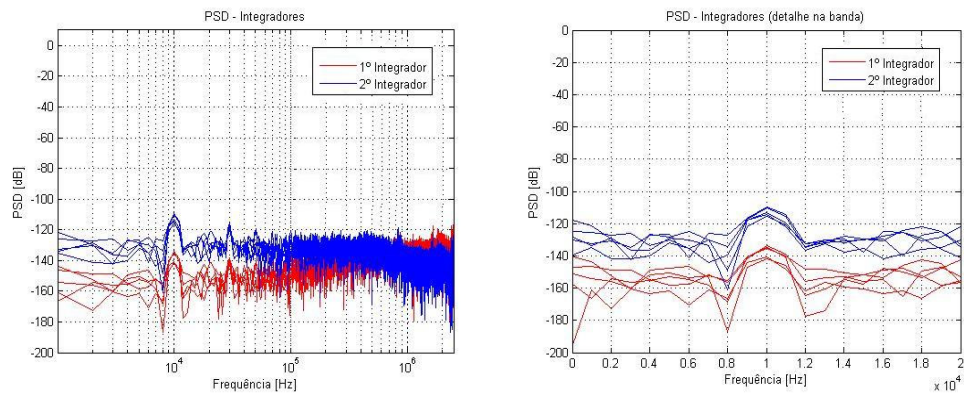 PSD - Integradores
0
-20
-40
-60
-80
-100
-120
-140
-160
-180
-200
PSD [dB]
1º Integrador
2º Integrador
10^4
10^5
10^6
Frequência [Hz]
PSD - Integradores (detalhe na banda)
0
-20
-40
-60
-80
-100
-120
-140
-160
-180
-200
PSD [dB]
1º Integrador
2º Integrador
0 0.2 0.4 0.6 0.8 1.0 1.2 1.4 1.6 1.8 2.0
Frequência [Hz]
x 10^4